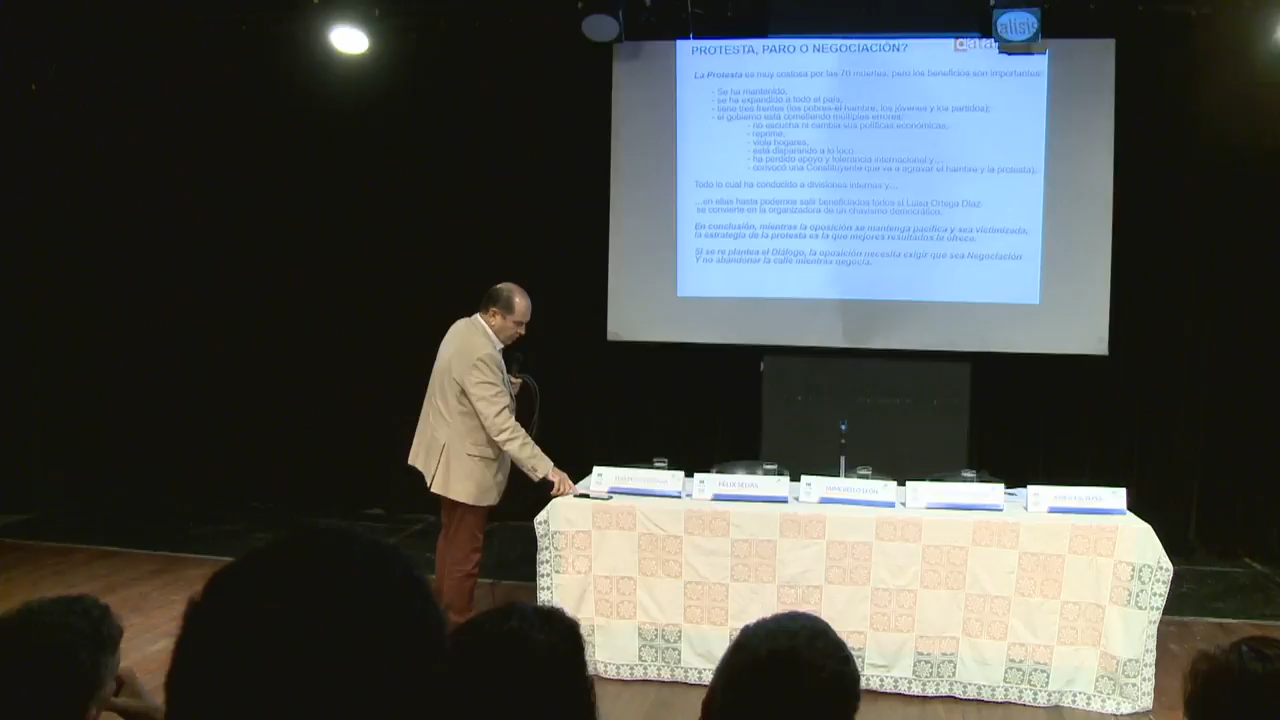 alisis
data
PROTESTA, PARO O NEGOCIACIÓN?
La Protesta es muy costosa por las 70 muertes, pero los beneficios son importantes:
- Se ha mantenido,
- se ha expandido a todo el país,
- tiene tres frentes (los pobres-el hambre, los jóvenes y los partidos);
- el gobierno está cometiendo múltiples errores:
- no escucha ni cambia sus políticas económicas,
- reprime,
- viola hogares,
- está disparando a lo loco
- ha perdido apoyo y tolerancia internacional y…
- convocó una Constituyente que va a agravar el hambre y la protesta).
Todo lo cual ha conducido a divisiones internas y…
…en ellas hasta podemos salir beneficiados todos si Luisa Ortega Díaz
se convierte en la organizadora de un chavismo democrático.
En conclusión, mientras la oposición se mantenga pacífica y sea victimizada,
la estrategia de la protesta es la que mejores resultados le ofrece.
Si se re plantea el Diálogo, la oposición necesita exigir que sea Negociación
Y no abandonar la calle mientras negocia.
FÉLIX SEIJAS